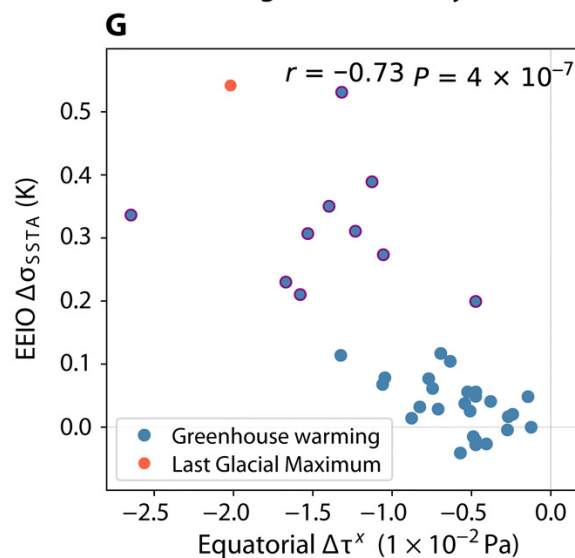 G
r = −0.73 P = 4 × 10⁻⁷
EEIO Δσ_SSTA (K)
0.5
0.4
0.3
0.2
0.1
0.0
Greenhouse warming
Last Glacial Maximum
−2.5 −2.0 −1.5 −1.0 −0.5 0.0
Equatorial Δτˣ (1 × 10⁻² Pa)